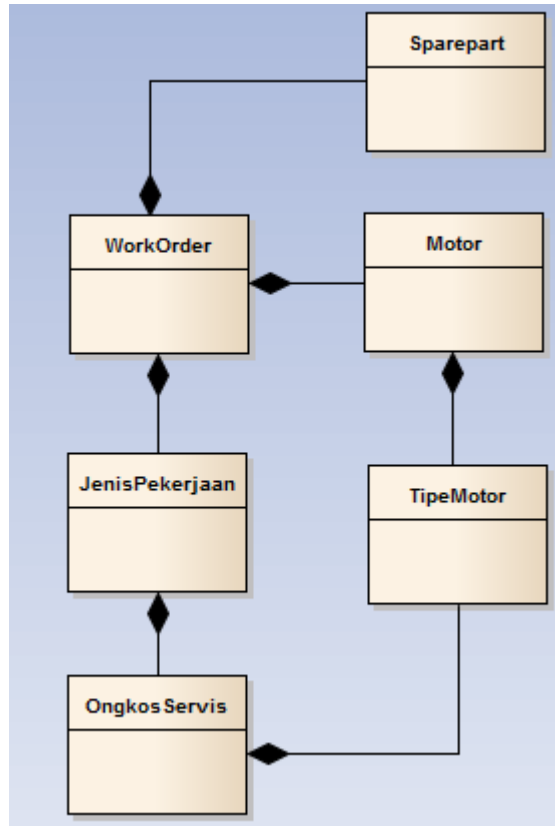 Sparepart
WorkOrder
Motor
JenisPekerjaan
TipeMotor
OngkosServis